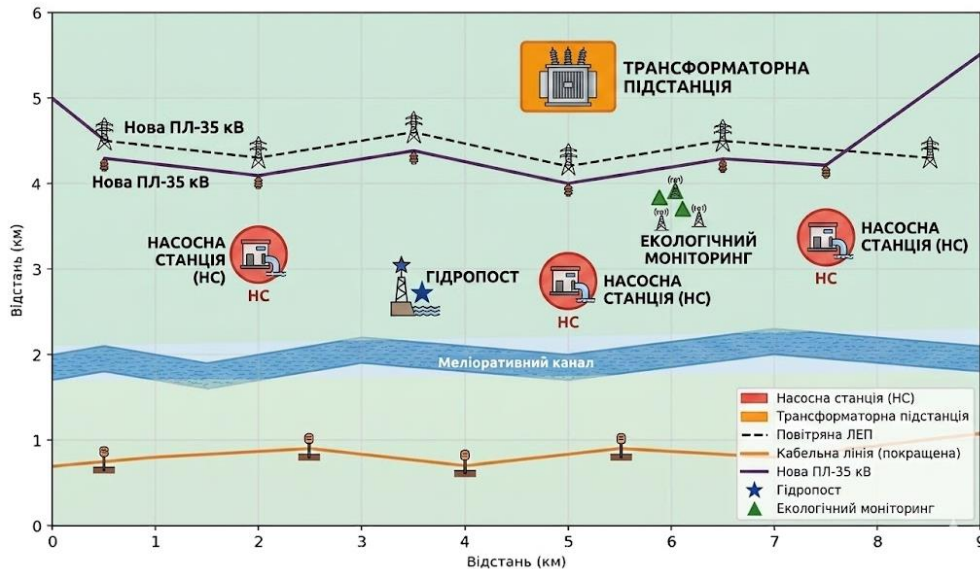 6
5
4
3
2
1
0
Відстань (км)
ТРАНСФОРМАТОРНА
ПІДСТАНЦІЯ
Нова ПЛ-35 кВ
Нова ПЛ-35 кВ
НАСОСНА
СТАНЦІЯ
(НС)
НС
ГІДРОПОСТ
НАСОСНА
СТАНЦІЯ (НС)
НС
ЕКОЛОГІЧНИЙ
МОНІТОРИНГ
НАСОСНА
СТАНЦІЯ (НС)
НС
Меліоративний канал
Насосна станція (НС)
Трансформаторна підстанція
Повітряна ЛЕП
Кабельна лінія (покращена)
Нова ПЛ-35 кВ
Гідропост
Екологічний моніторинг
0 1 2 3 4 5 6 7 8 9
Відстань (км)